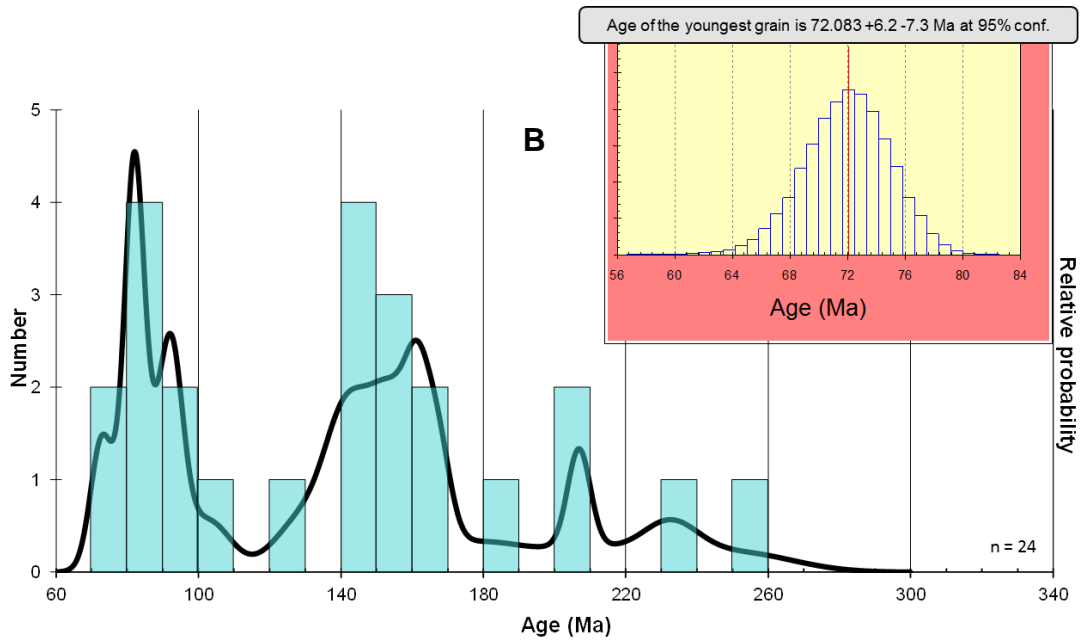 Age of the youngest grain is 72.083 +6.2 -7.3 Ma at 95% conf.
56 60 64 68 72 76 80 84
Age (Ma)
B
5
4
3
2
1
0
Number
Relative probability
n = 24
60 100 140 180 220 260 300 340
Age (Ma)